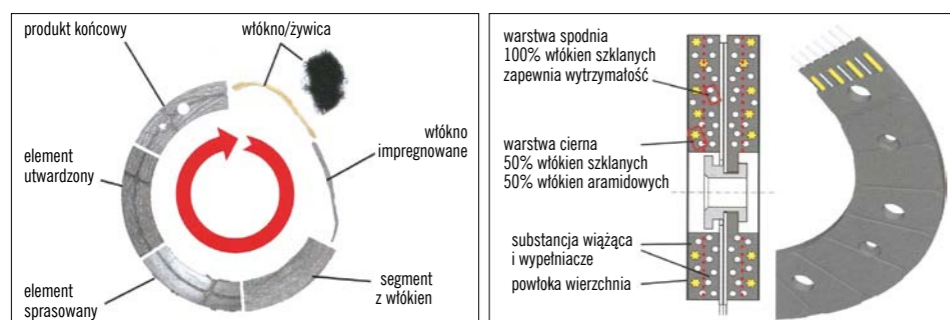 produkt końcowy
włókno/żywica
włókno
impregnowane
element
utwardzony
segment
z włókien
element
sprasowany
warstwa spodnia
100% włókien szklanych
zapewnia wytrzymałość
warstwa cierna
50% włókien szklanych
50% włókien aramidowych
substancja wiążąca
i wypełniacze
powłoka wierzchnia